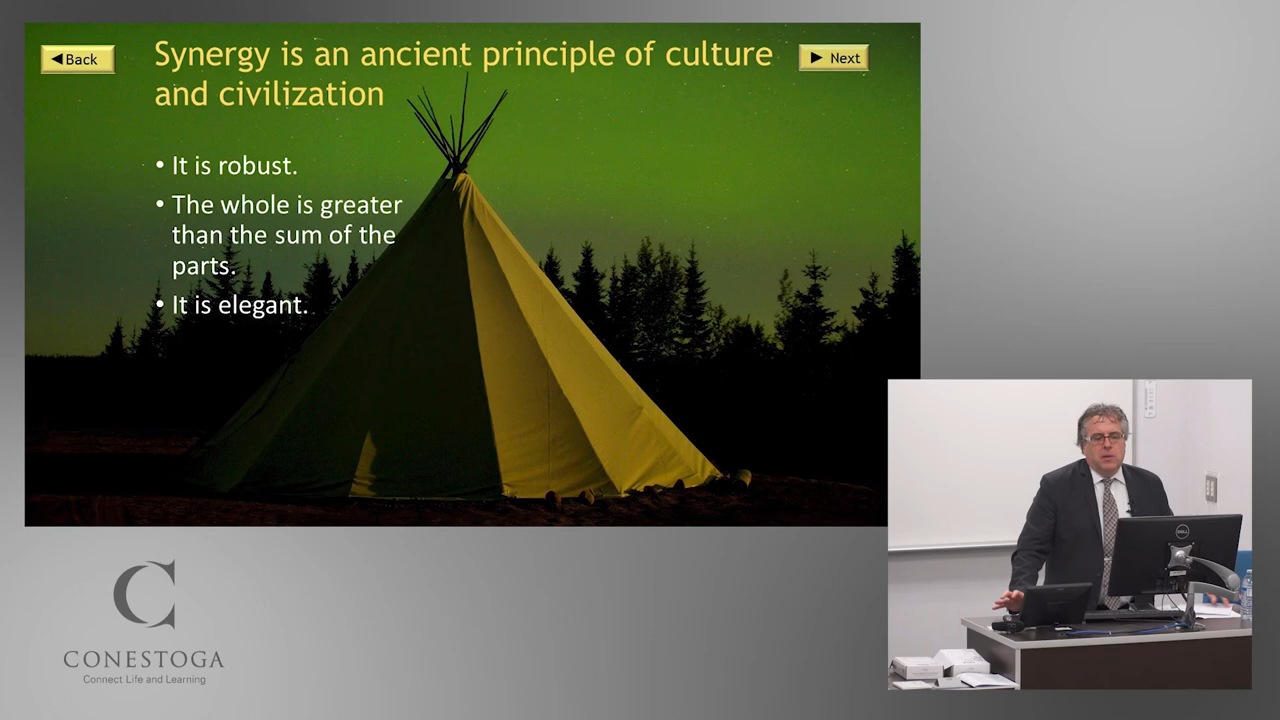 ◄Back
Synergy is an ancient principle of culture
and civilization
► Next
• It is robust.
• The whole is greater
than the sum of the
parts.
• It is elegant.
DELL
C
CONESTOGA
Connect Life and Learning